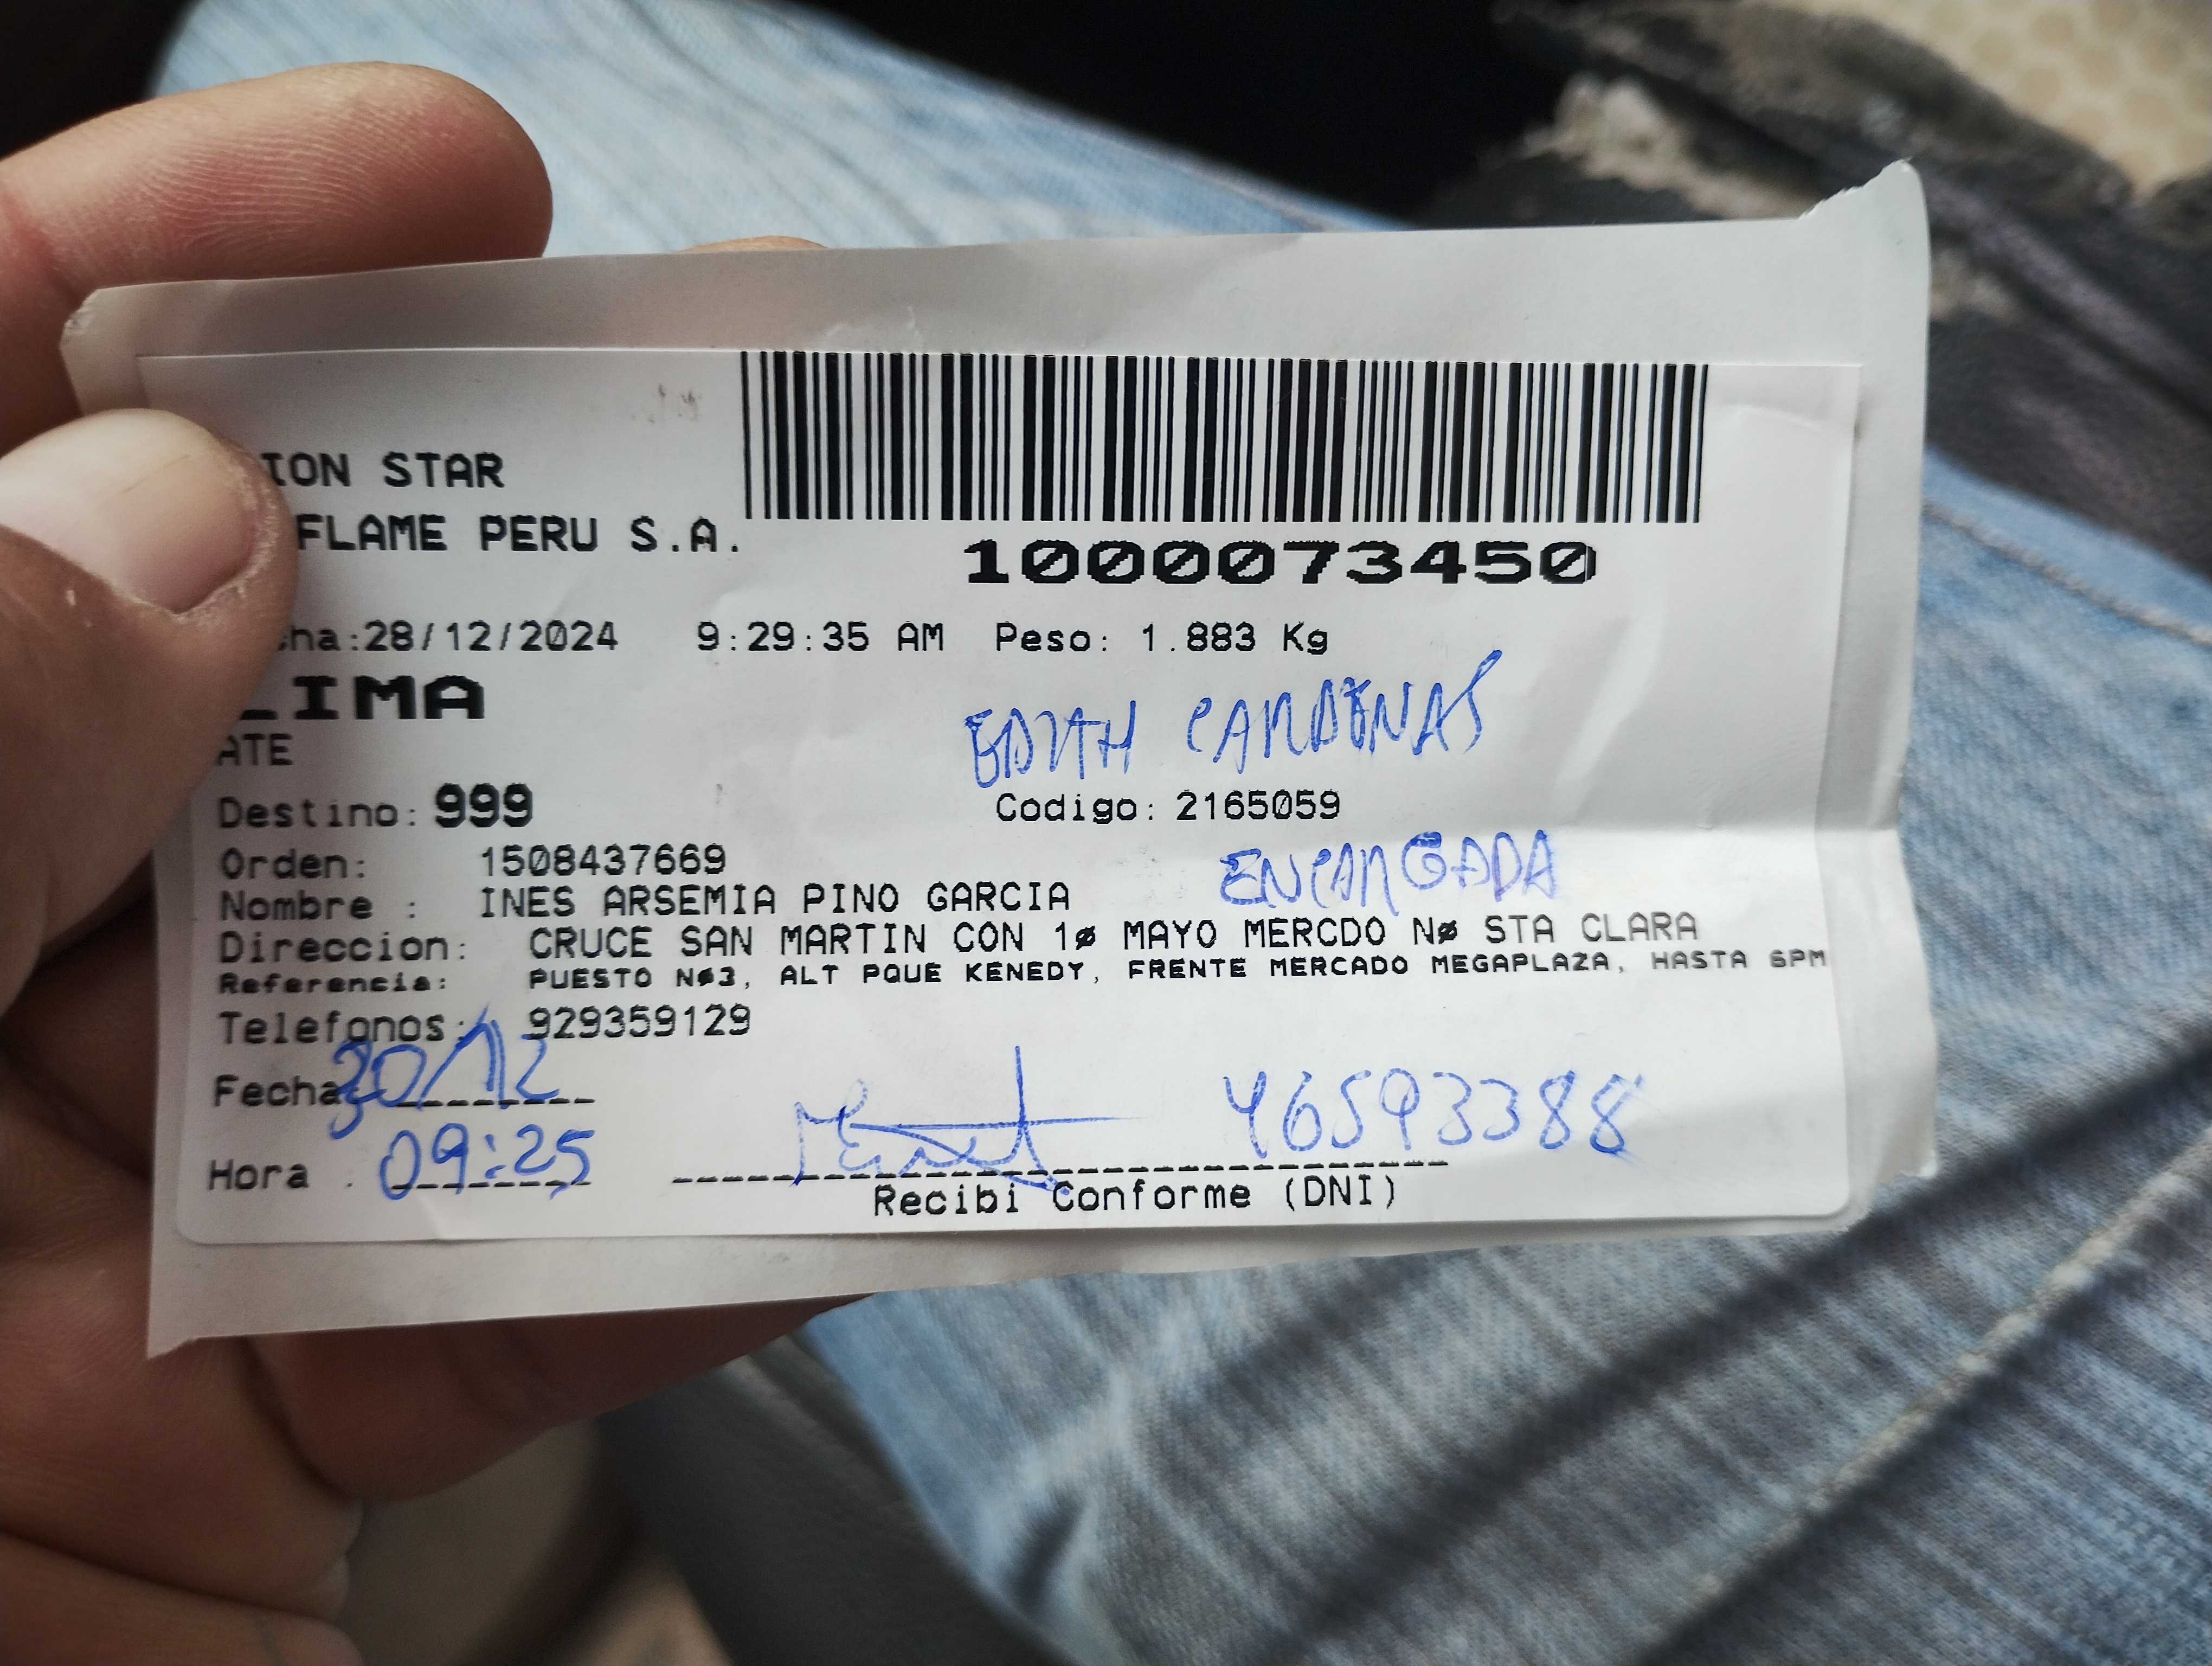 ION STAR
FLAME PERU S.A.
1000073450
ha:28/12/2024 9:29:35 AM Peso: 1.883 Kg
LIMA
ATE
EDITH CARDENAS
Destino: 999 Codigo: 2165059
Orden: 1508437669
ENCARGADA
Nombre : INES ARSEMIA PINO GARCIA
Direccion: CRUCE SAN MARTIN CON 1ø MAYO MERCDO Nø STA CLARA
Referencia: PUESTO Nø3, ALT PQUE KENEDY, FRENTE MERCADO MEGAPLAZA, HASTA 6PM
Telefonos: 929359129
Fecha: 30/12
46593388
Hora : 09:25
Recibi Conforme (DNI)